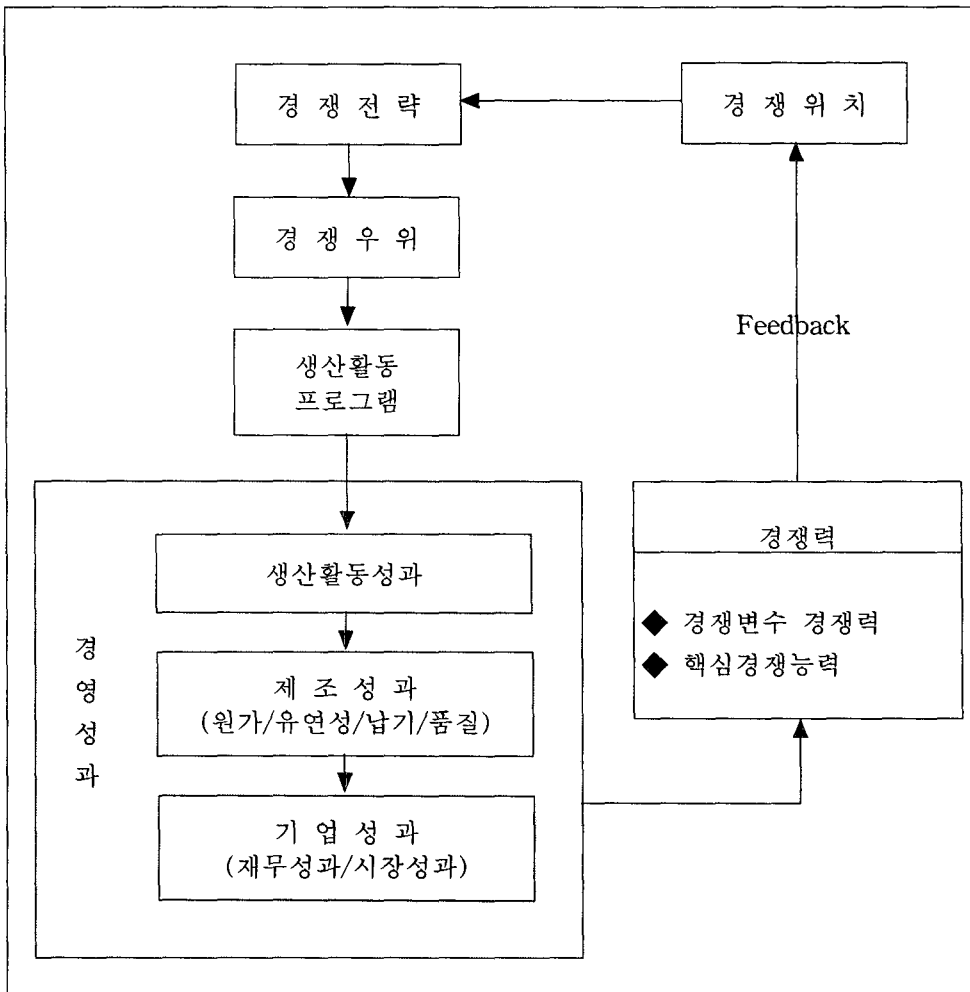 경 쟁 전 략
경 쟁 위 치
경 쟁 우 위
Feedback
생산활동
프로그램
경쟁력
생산활동성과
◆ 경쟁변수 경쟁력
◆ 핵심경쟁능력
경
영
성
과
제 조 성 과
(원가/유연성/납기/품질)
기 업 성 과
(재무성과/시장성과)